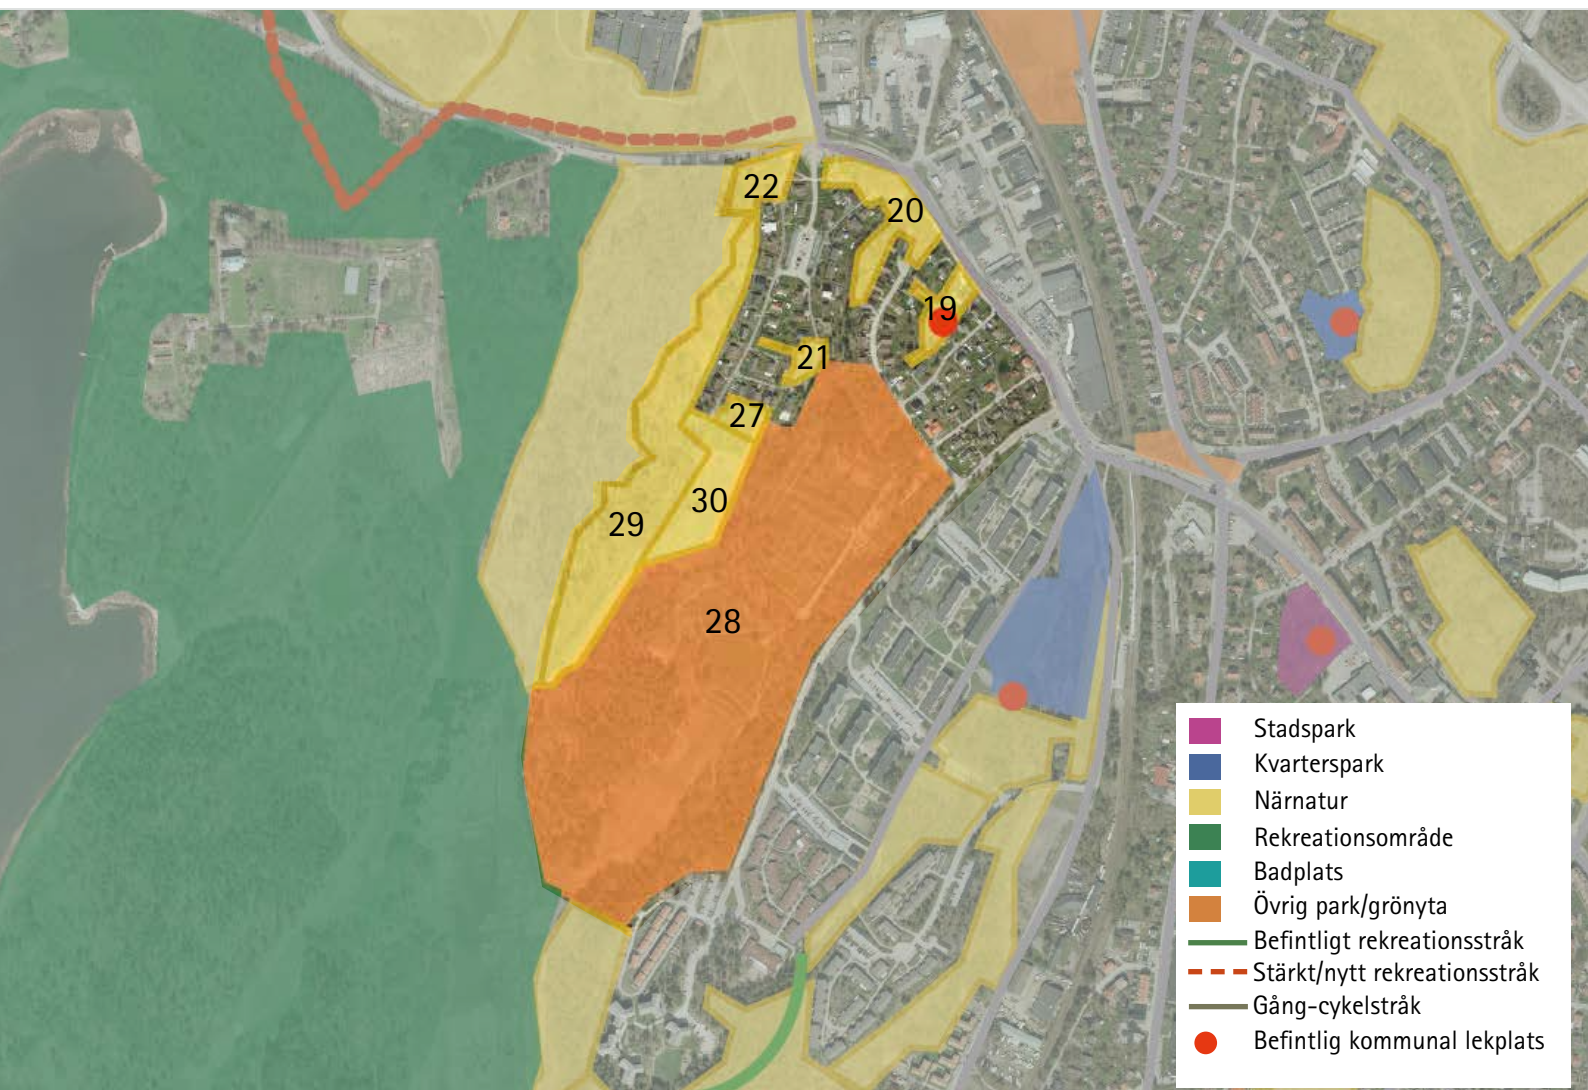 22
20
19
21
27
30
29
28
Stadspark
Kvarterspark
Närnatur
Rekreationsområde
Badplats
Övrig park/grönyta
Befintligt rekreationsstråk
Stärkt/nytt rekreationsstråk
Gång-cykelstråk
Befintlig kommunal lekplats